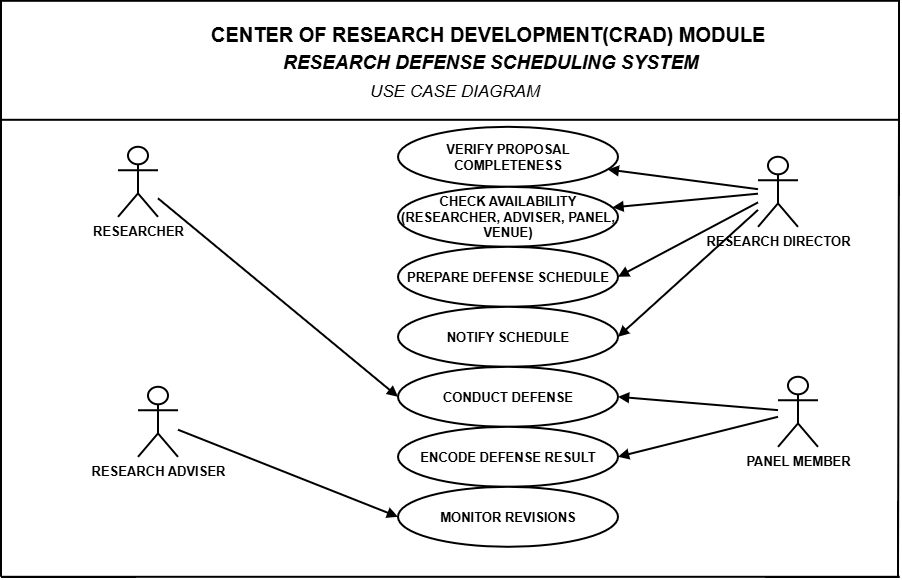 CENTER OF RESEARCH DEVELOPMENT(CRAD) MODULE
RESEARCH DEFENSE SCHEDULING SYSTEM
USE CASE DIAGRAM
VERIFY PROPOSAL
COMPLETENESS
CHECK AVAILABILITY
(RESEARCHER, ADVISER, PANEL,
VENUE)
RESEARCHER
RESEARCH DIRECTOR
PREPARE DEFENSE SCHEDULE
NOTIFY SCHEDULE
CONDUCT DEFENSE
ENCODE DEFENSE RESULT
RESEARCH ADVISER
PANEL MEMBER
MONITOR REVISIONS